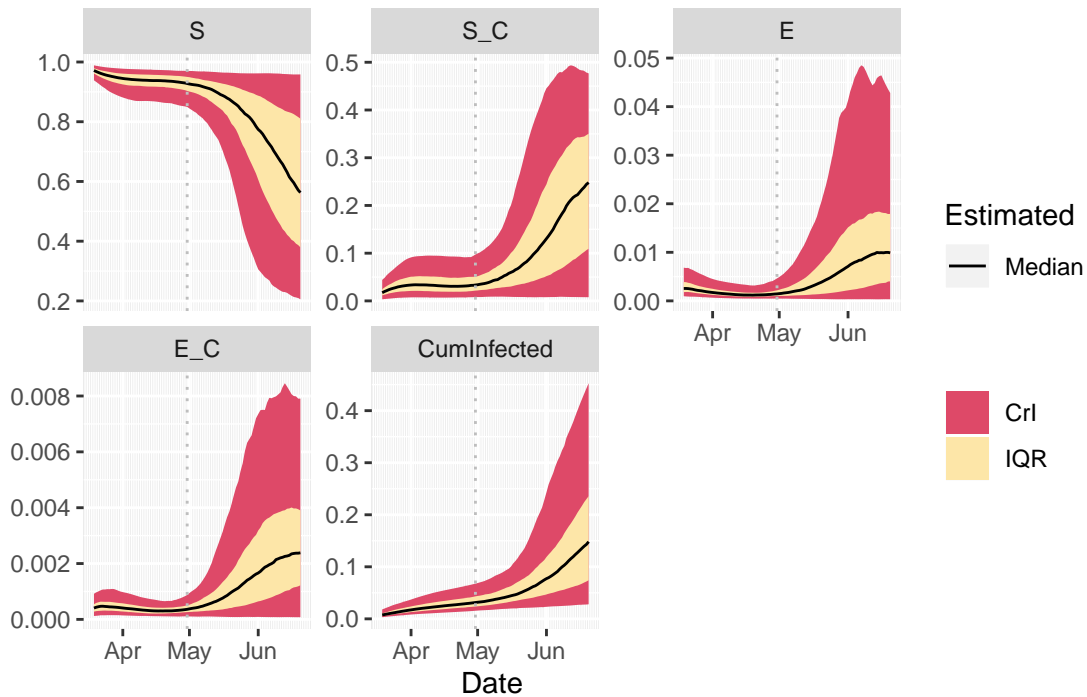 S
1.0
0.8
0.6
0.4
0.2
S_C
0.5
0.4
0.3
0.2
0.1
0.0
E
0.05
0.04
0.03
0.02
0.01
0.00
Apr May Jun
E_C
0.008
0.006
0.004
0.002
0.000
Apr May Jun
CumInfected
0.4
0.3
0.2
0.1
0.0
Apr May Jun
Date
Estimated
Median
CrI
IQR